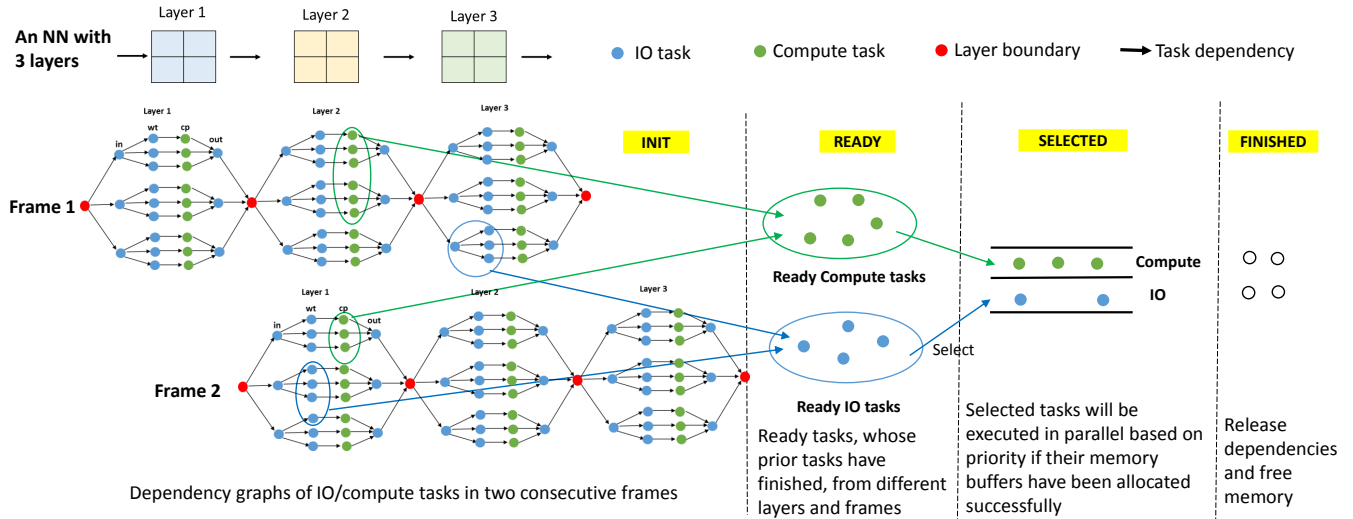 An NN with
3 layers
Layer 1
Layer 2
Layer 3
IO task
Compute task
Layer boundary
Task dependency
Layer 1
Layer 2
Layer 3
in
wt
cp
out
Frame 1
INIT
READY
SELECTED
FINISHED
Ready Compute tasks
Compute
IO
Layer 1
Layer 2
Layer 3
in
wt
cp
out
Frame 2
Select
Ready IO tasks
Ready tasks, whose
prior tasks have
finished, from different
layers and frames
Selected tasks will be
executed in parallel based on
priority if their memory
buffers have been allocated
successfully
Release
dependencies
and free
memory
Dependency graphs of IO/compute tasks in two consecutive frames